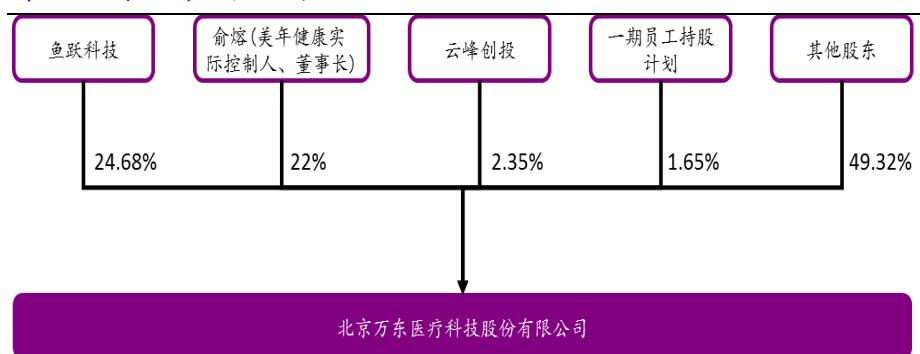 鱼跃科技
俞熔(美年健康实
际控制人、董事长)
云峰创投
一期员工持股
计划
其他股东
24.68%
22%
2.35%
1.65%
49.32%
北京万东医疗科技股份有限公司